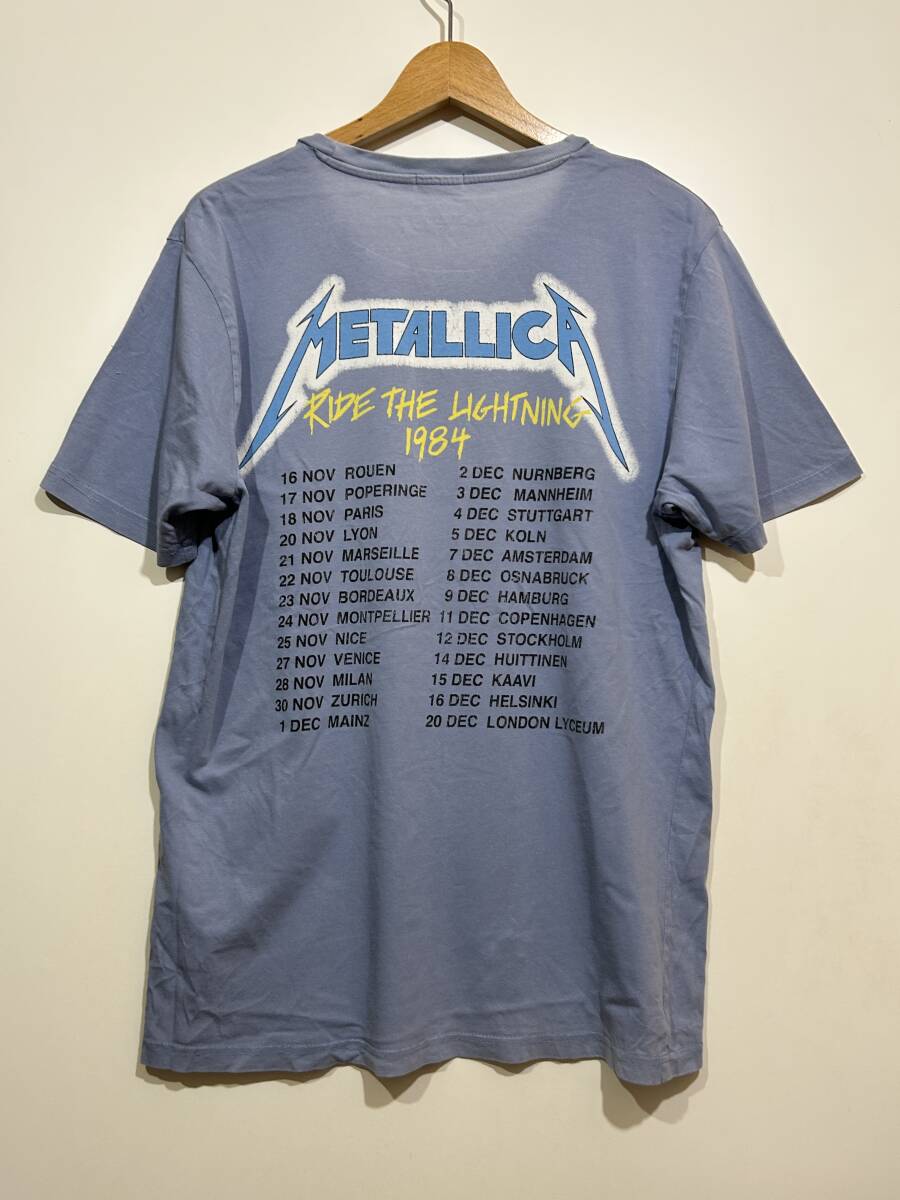 METALLICA
RIDE THE LIGHTNING
1984
16 NOV ROUEN
17 NOV POPERINGE
18 NOV PARIS
20 NOV LYON
21 NOV MARSEILLE
22 NOV TOULOUSE
23 NOV BORDEAUX
24 NOV MONTPELLIER
25 NOV NICE
27 NOV VENICE
28 NOV MILAN
30 NOV ZURICH
1 DEC MAINZ
2 DEC NURNBERG
3 DEC MANNHEIM
4 DEC STUTTGART
5 DEC KOLN
7 DEC AMSTERDAM
8 DEC OSNABRUCK
9 DEC HAMBURG
11 DEC COPENHAGEN
12 DEC STOCKHOLM
14 DEC HUITTINEN
15 DEC KAAVI
16 DEC HELSINKI
20 DEC LONDON LYCEUM